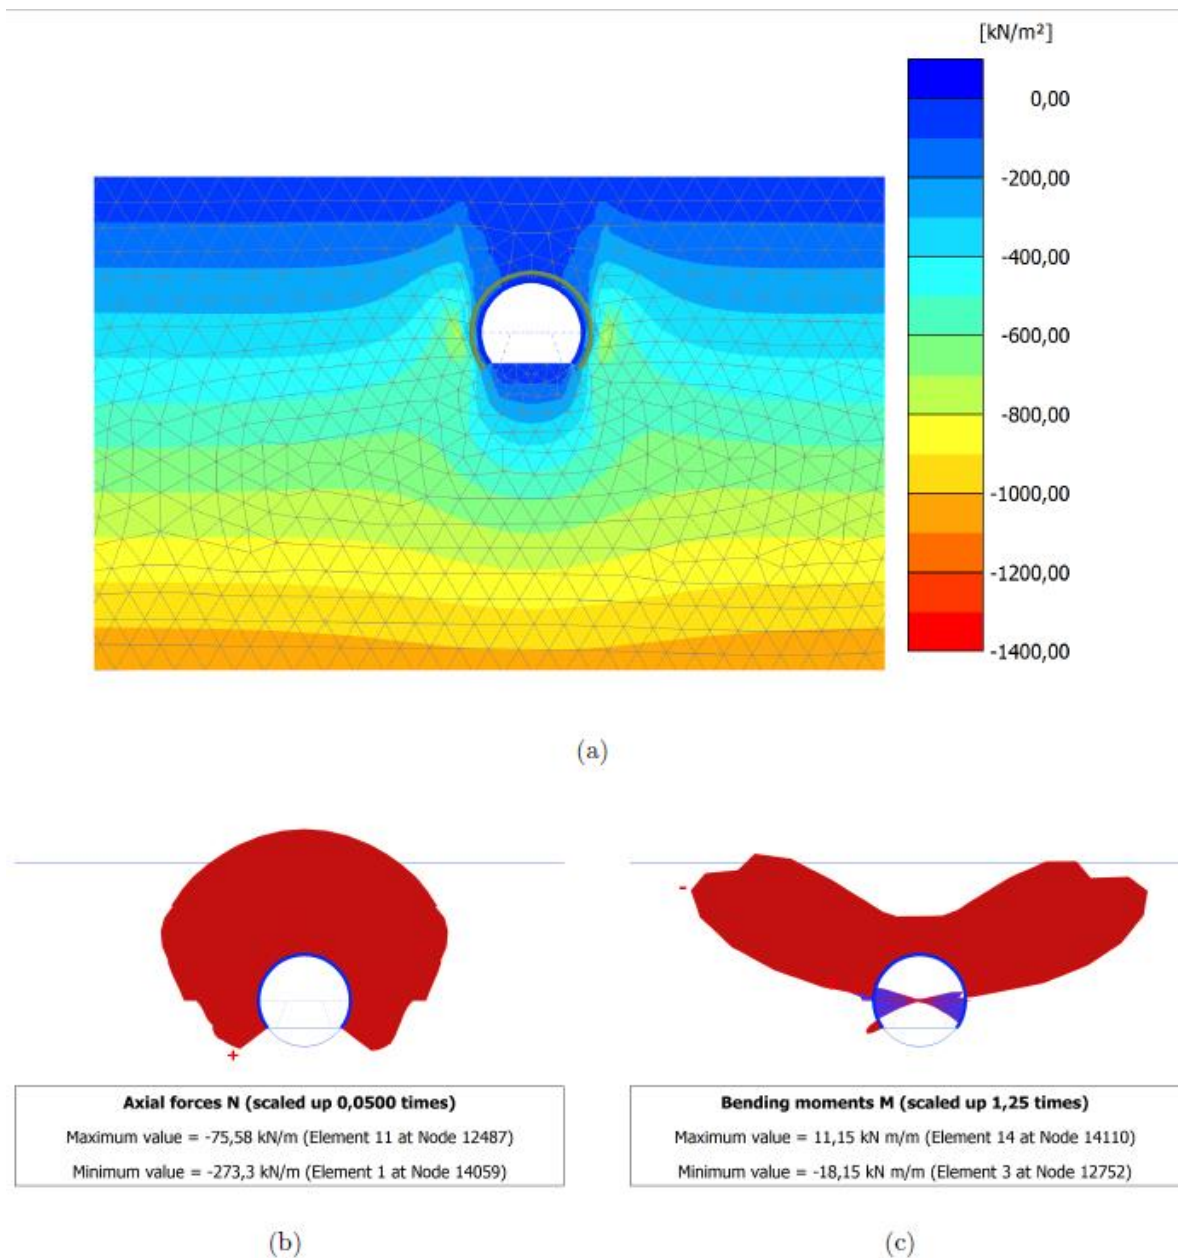 [kN/m²]
0,00
-200,00
-400,00
-600,00
-800,00
-1000,00
-1200,00
-1400,00
(a)
+
-
Axial forces N (scaled up 0,0500 times)
Maximum value = -75,58 kN/m (Element 11 at Node 12487)
Minimum value = -273,3 kN/m (Element 1 at Node 14059)
Bending moments M (scaled up 1,25 times)
Maximum value = 11,15 kN m/m (Element 14 at Node 14110)
Minimum value = -18,15 kN m/m (Element 3 at Node 12752)
(b)
(c)